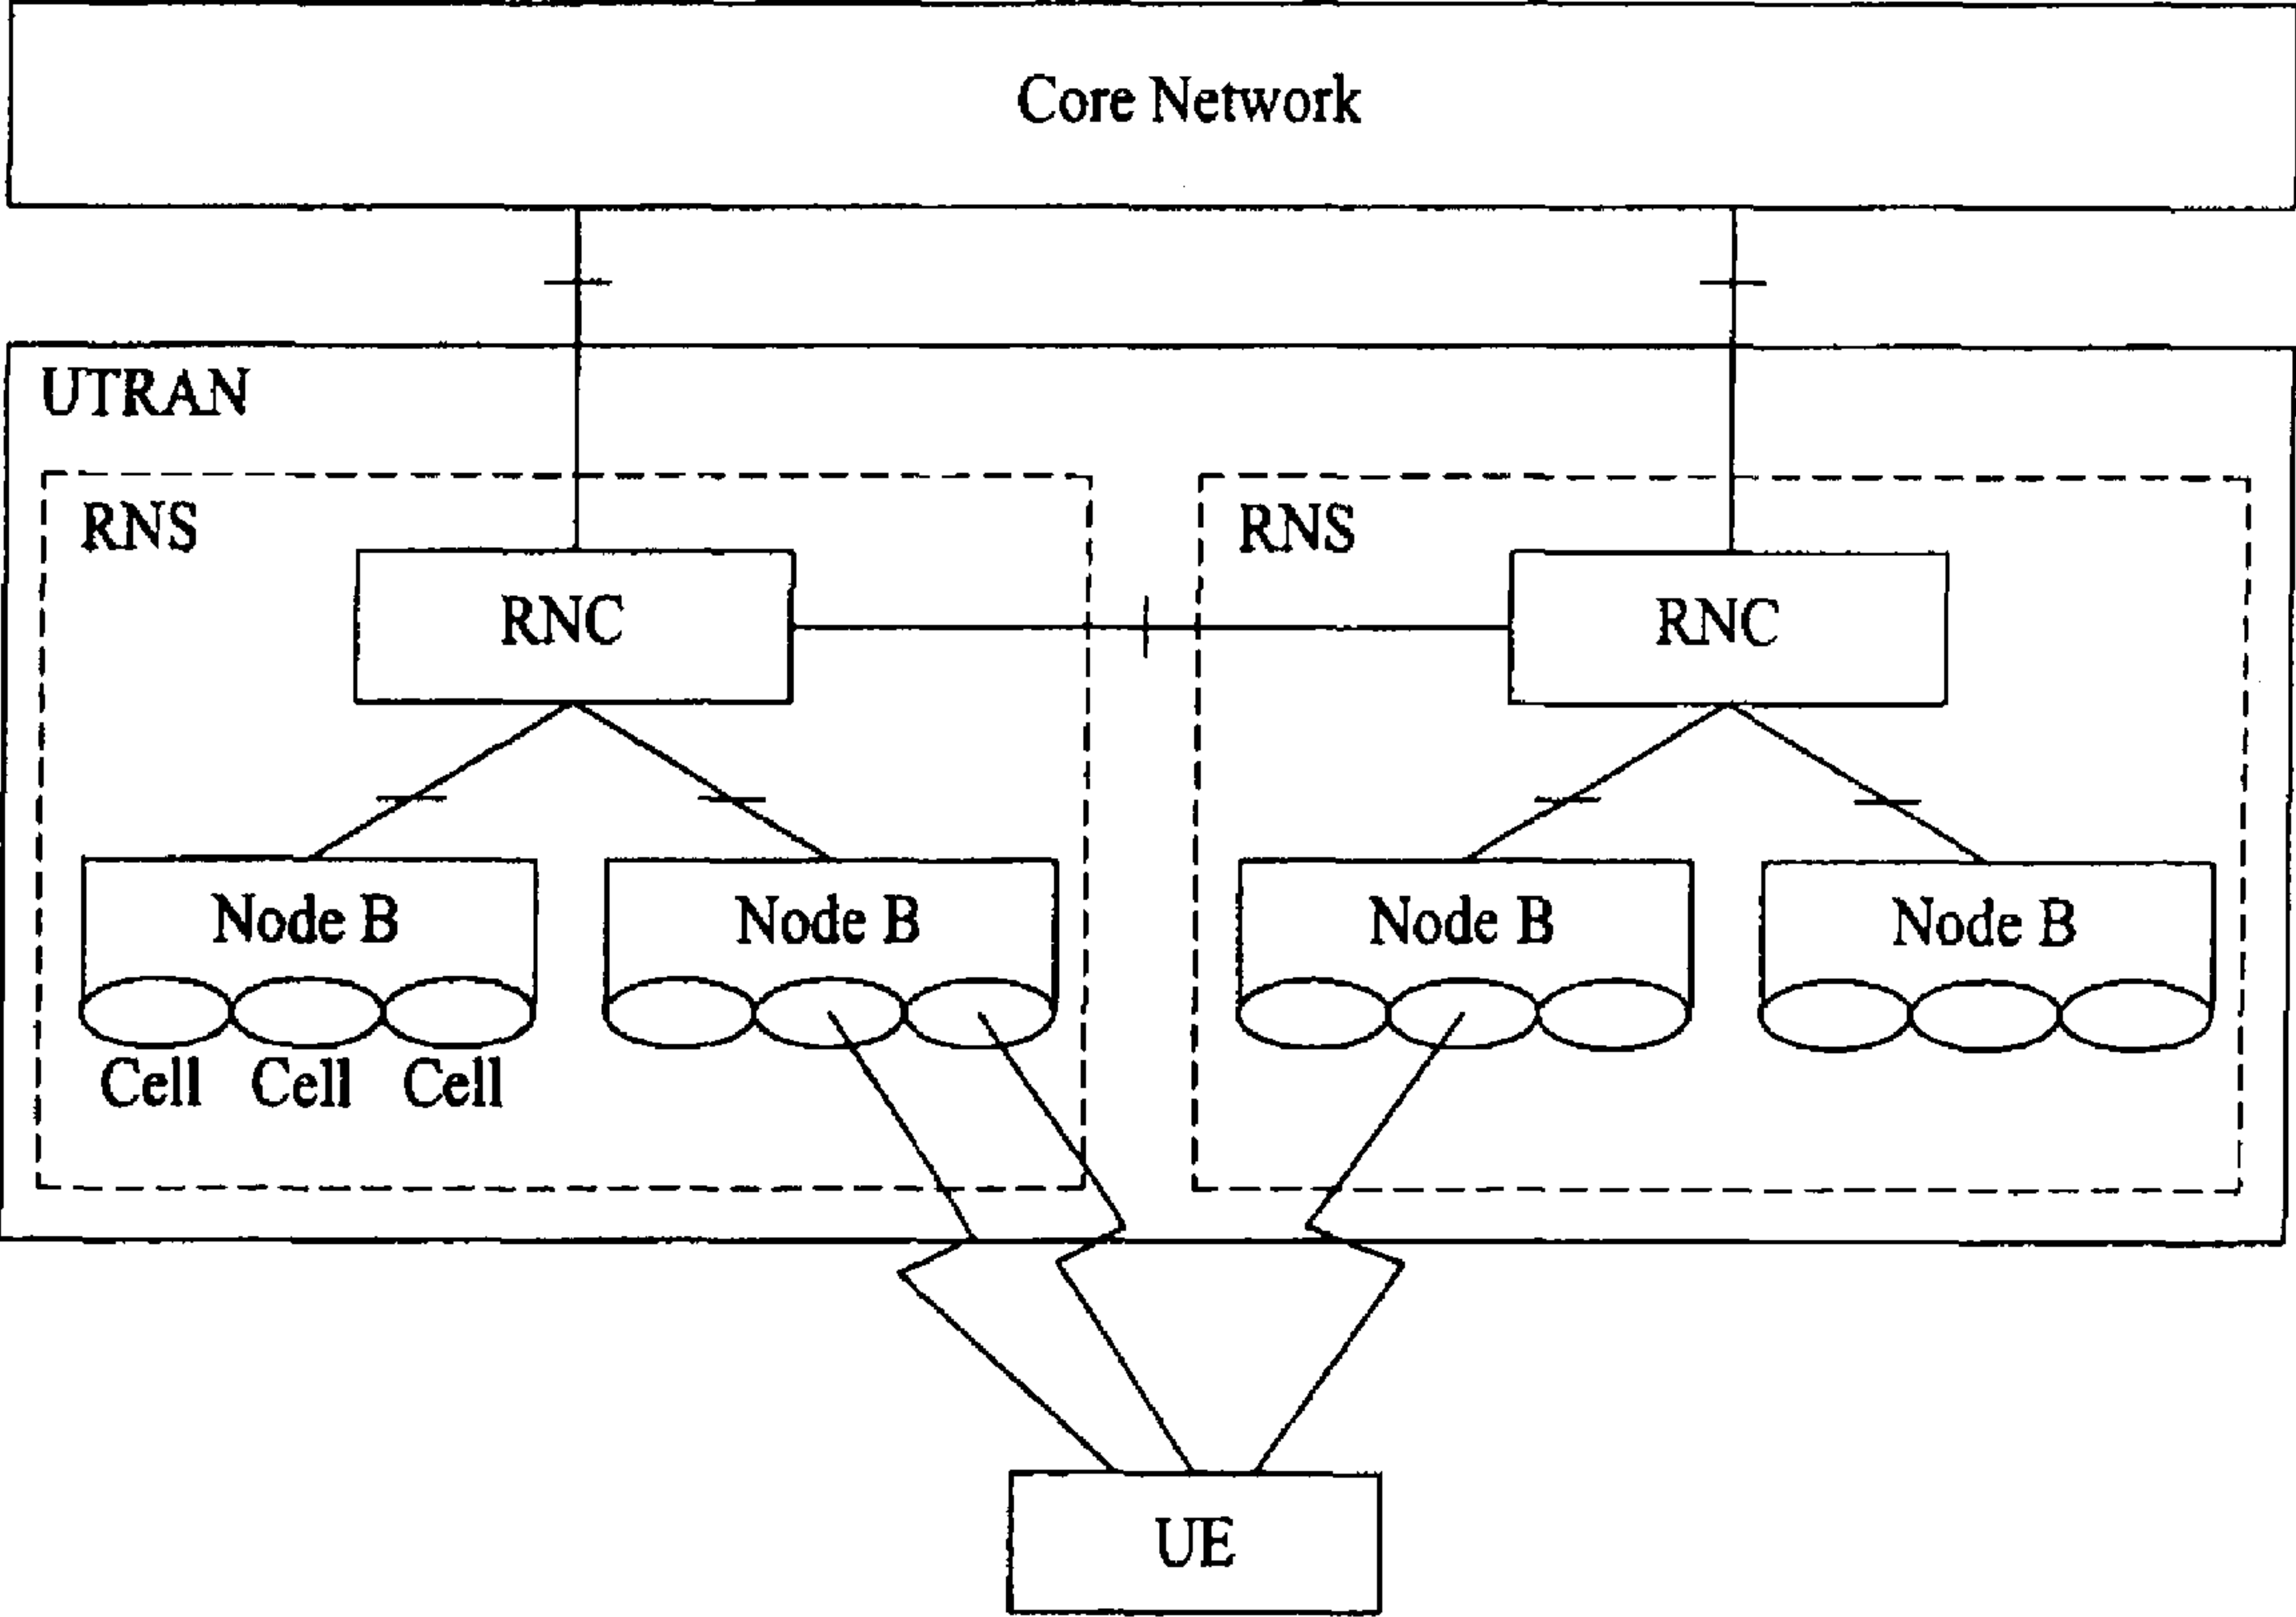 Core Network
UTRAN
RNS
RNS
RNC
RNC
Node B
Node B
Node B
Node B
Cell Cell Cell
UE